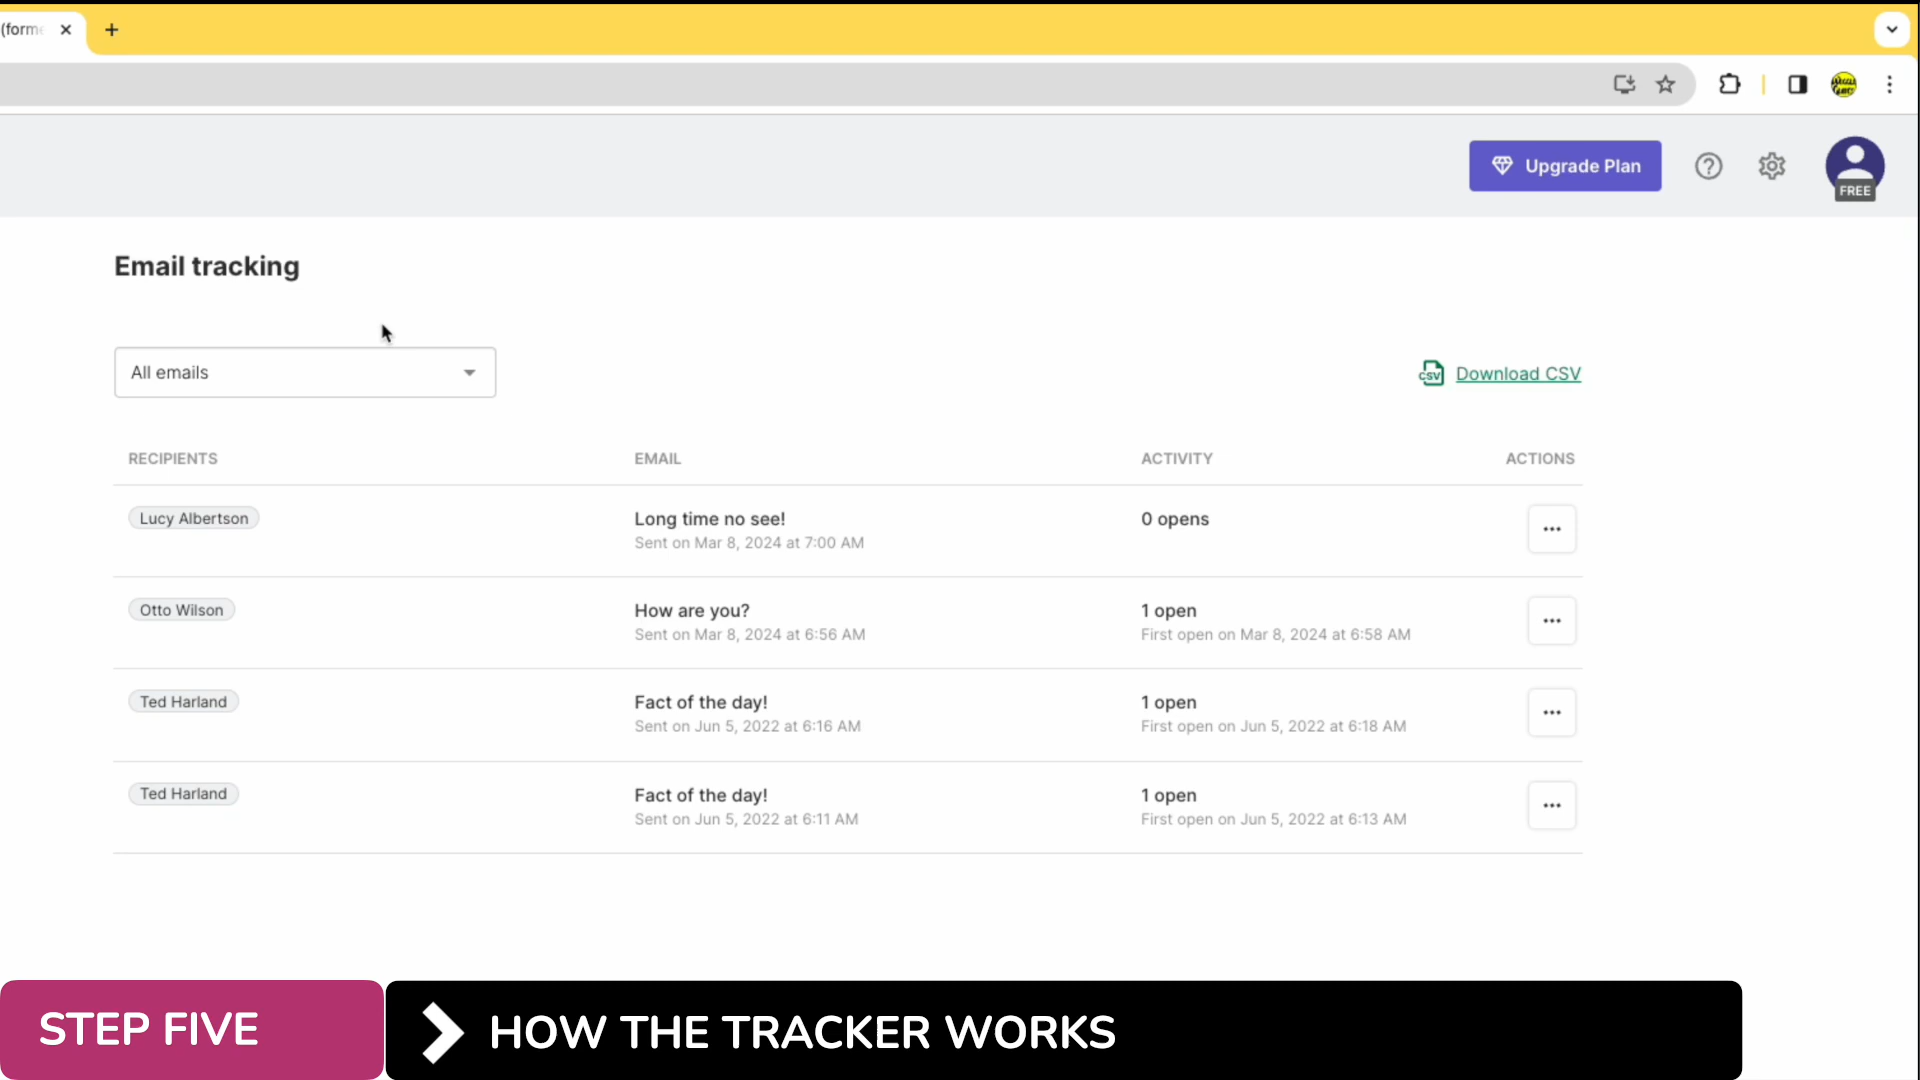 (form
Upgrade Plan
FREE
Email tracking
All emails
CSV
Download CSV
RECIPIENTS EMAIL ACTIVITY ACTIONS
Lucy Albertson Long time no see! 0 opens
Sent on Mar 8, 2024 at 7:00 AM
Otto Wilson How are you? 1 open
Sent on Mar 8, 2024 at 6:56 AM First open on Mar 8, 2024 at 6:58 AM
Ted Harland Fact of the day! 1 open
Sent on Jun 5, 2022 at 6:16 AM First open on Jun 5, 2022 at 6:18 AM
Ted Harland Fact of the day! 1 open
Sent on Jun 5, 2022 at 6:11 AM First open on Jun 5, 2022 at 6:13 AM
STEP FIVE
HOW THE TRACKER WORKS